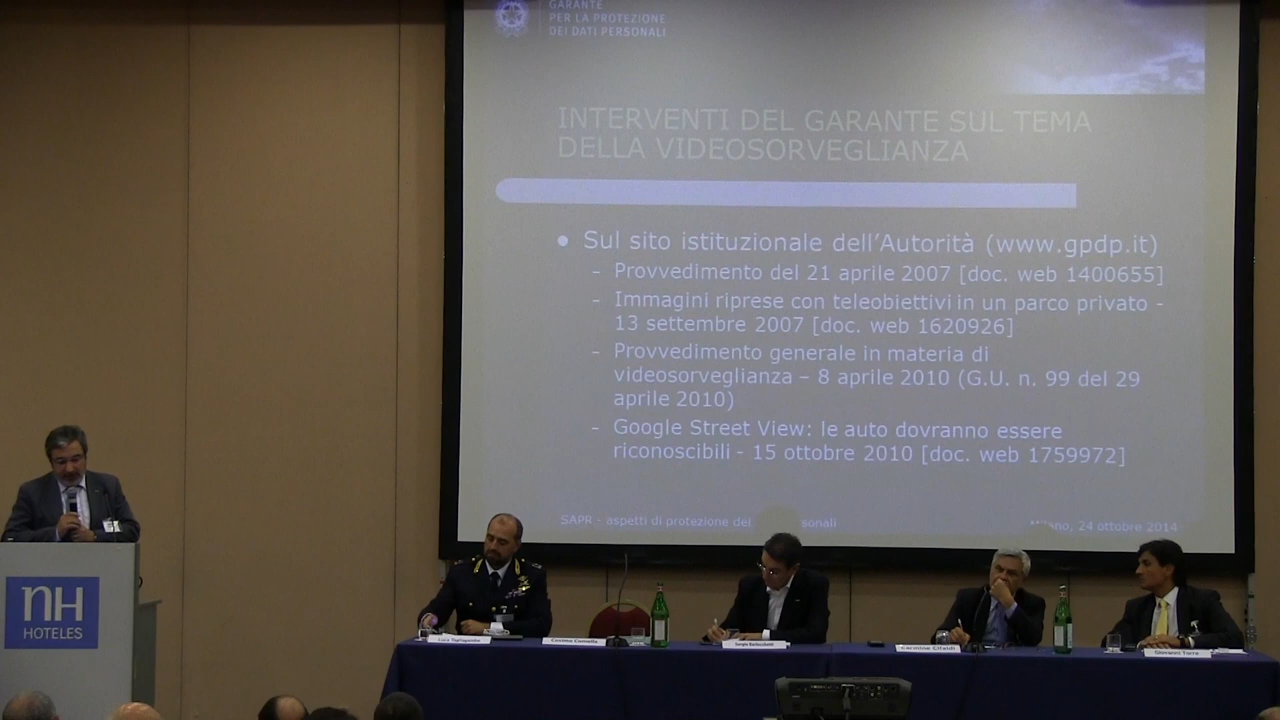 GARANTE
PER LA PROTEZIONE
DEI DATI PERSONALI
INTERVENTI DEL GARANTE SUL TEMA
DELLA VIDEOSORVEGLIANZA
• Sul sito istituzionale dell'Autorità (www.gpdp.it)
- Provvedimento del 21 aprile 2007 [doc. web 1400655]
- Immagini riprese con teleobiettivi in un parco privato -
13 settembre 2007 [doc. web 1620926]
- Provvedimento generale in materia di
videosorveglianza – 8 aprile 2010 (G.U. n. 99 del 29
aprile 2010)
- Google Street View: le auto dovranno essere
riconoscibili - 15 ottobre 2010 [doc. web 1759972]
SAPR - aspetti di protezione dei sonali
Milano, 24 ottobre 2014
nH
HOTELES
Cosimo Comella
Carmine Cifaldi
Giovanni Torre